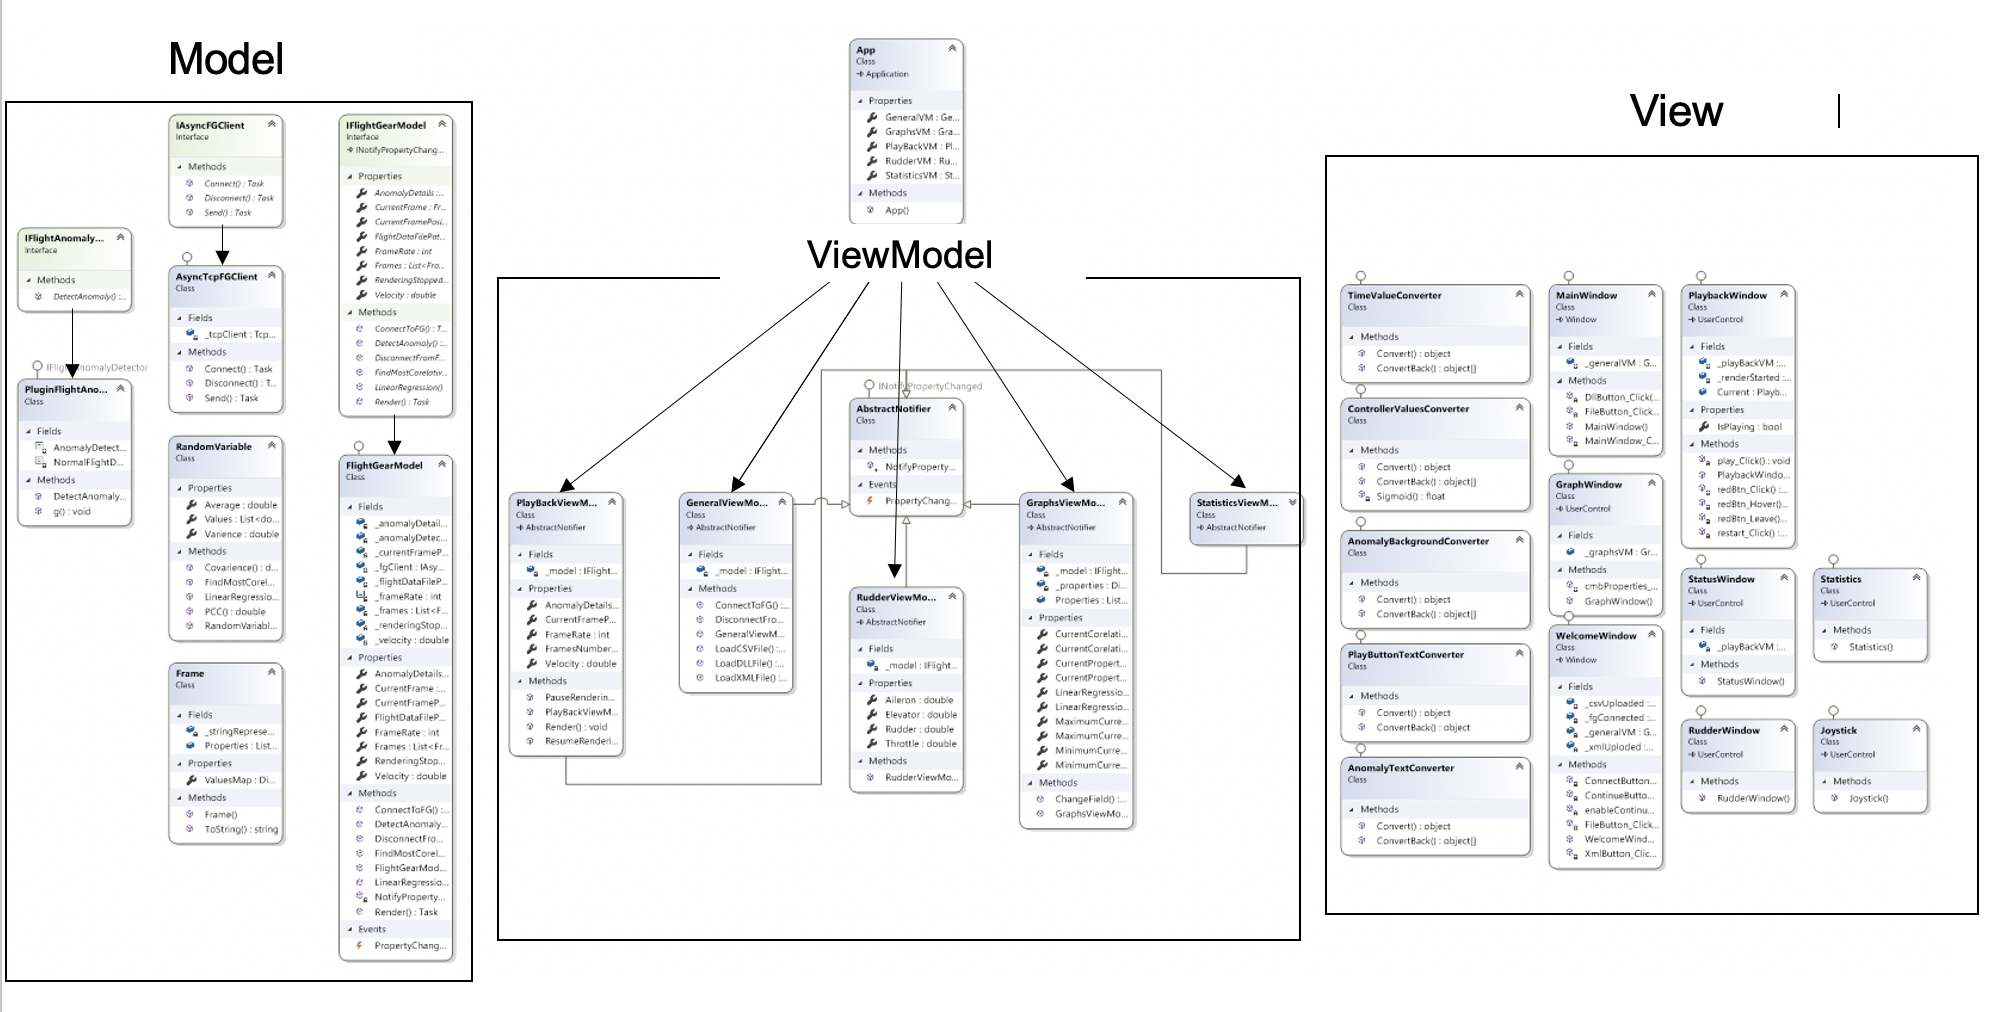 Model
IAsyncFGClient
Interface
Methods
Connect() : Task
Disconnect() : Task
Send() : Task
IFlightGearModel
Interface
INotifyPropertyChang...
Properties
AnomalyDetails :...
CurrentFrame : Fr...
CurrentFramePosi...
FlightDataFilePat...
FrameRate : int
Frames : List<Fra...
RenderingStopped...
Velocity : double
Methods
ConnectToFG() : T...
DetectAnomaly() :...
DisconnectFromF...
FindMostCorelativ...
LinearRegression()
Render() : Task
IFlightAnomaly...
Interface
Methods
DetectAnomaly() :...
AsyncTcpFGClient
Class
Fields
_tcpClient : Tcp...
Methods
Connect() : Task
Disconnect() : T...
Send() : Task
PluginFlightAno...
Class
Fields
AnomalyDetect...
NormalFlightD...
Methods
DetectAnomaly...
g() : void
RandomVariable
Class
Properties
Average : double
Values : List<do...
Varience : double
Methods
Covarience() : d...
FindMostCorel...
LinearRegressio...
PCC() : double
RandomVariabl...
Frame
Class
Fields
_stringReprese...
Properties : List...
Properties
ValuesMap : Di...
Methods
Frame()
ToString() : string
FlightGearModel
Class
Fields
_anomalyDetail...
_anomalyDetec...
_currentFrameP...
_fgClient : IAsy...
_flightDataFileP...
_frameRate : int
_frames : List<F...
_renderingStop...
_velocity : double
Properties
AnomalyDetails...
CurrentFrame :...
CurrentFrameP...
FlightDataFileP...
FrameRate : int
Frames : List<Fr...
RenderingStop...
Velocity : double
Methods
ConnectToFG() :...
DetectAnomaly...
DisconnectFro...
FindMostCorel...
FlightGearMod...
LinearRegressio...
NotifyProperty...
Render() : Task
Events
PropertyChang...
App
Class
Application
Properties
GeneralVM : Ge...
GraphsVM : Gra...
PlayBackVM : Pl...
RudderVM : Ru...
StatisticsVM : St...
Methods
App()
ViewModel
AbstractNotifier
Class
Methods
NotifyProperty...
Events
PropertyChang...
PlayBackViewM...
Class
AbstractNotifier
Fields
_model : IFlight...
Properties
AnomalyDetails...
CurrentFrameP...
FrameRate : int
FramesNumber...
Velocity : double
Methods
PauseRenderin...
PlayBackViewM...
Render() : void
ResumeRenderi...
GeneralViewMo...
Class
AbstractNotifier
Fields
_model : IFlight...
Methods
ConnectToFG() :...
DisconnectFro...
GeneralViewM...
LoadCSVFile() :...
LoadDLLFile() :...
LoadXMLFile() :...
RudderViewMo...
Class
AbstractNotifier
Fields
_model : IFlight...
Properties
Aileron : double
Elevator : double
Rudder : double
Throttle : double
Methods
RudderViewMo...
GraphsViewMo...
Class
AbstractNotifier
Fields
_model : IFlight...
_properties : Di...
Properties : List...
Properties
CurrentCorelati...
CurrentCorelati...
CurrentPropert...
CurrentPropert...
LinearRegressio...
LinearRegressio...
MaximumCurre...
MaximumCurre...
MinimumCurre...
MinimumCurre...
Methods
ChangeField() :...
GraphsViewMo...
StatisticsViewM...
Class
AbstractNotifier
View
TimeValueConverter
Class
Methods
Convert() : object
ConvertBack() : object[]
ControllerValuesConverter
Class
Methods
Convert() : object
ConvertBack() : object[]
Sigmoid() : float
AnomalyBackgroundConverter
Class
Methods
Convert() : object
ConvertBack() : object[]
PlayButtonTextConverter
Class
Methods
Convert() : object
ConvertBack() : object[]
AnomalyTextConverter
Class
Methods
Convert() : object
ConvertBack() : object[]
MainWindow
Class
Window
Fields
_generalVM : G...
Methods
DllButton_Click(...
FileButton_Click...
MainWindow()
MainWindow_C...
GraphWindow
Class
UserControl
Fields
_graphsVM : Gr...
Methods
cmbProperties_...
GraphWindow()
WelcomeWindow
Class
Window
Fields
_csvUploaded :...
_fgConnected :...
_generalVM : G...
_xmlUploaded :...
Methods
ConnectButton...
ContinueButto...
enableContinu...
FileButton_Click...
WelcomeWind...
XmlButton_Clic...
PlaybackWindow
Class
UserControl
Fields
_playBackVM :...
_renderStarted :...
Current : Playb...
Properties
IsPlaying : bool
Methods
play_Click() : void
PlaybackWindo...
redBtn_Click() :...
redBtn_Hover()...
redBtn_Leave()...
restart_Click() :...
StatusWindow
Class
UserControl
Fields
_playBackVM :...
Methods
StatusWindow()
RudderWindow
Class
UserControl
Methods
RudderWindow()
Statistics
Class
UserControl
Methods
Statistics()
Joystick
Class
UserControl
Methods
Joystick()